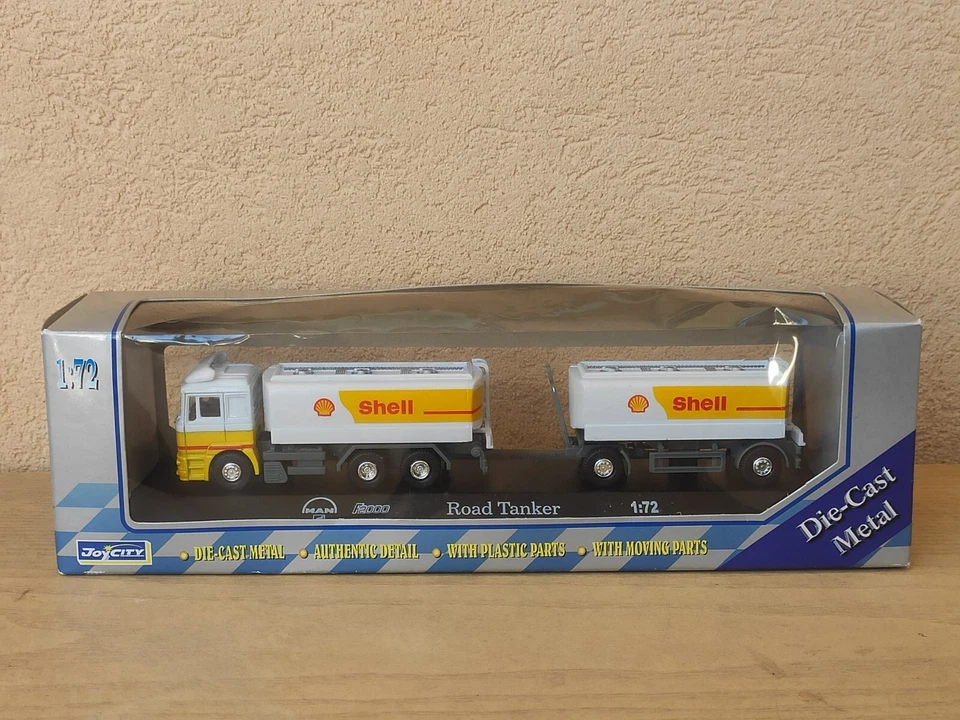 1:72
Shell
Shell
MAN F2000 Road Tanker 1:72
Die-Cast
Metal
JoyCITY
• DIE-CAST METAL • AUTHENTIC DETAIL • WITH PLASTIC PARTS • WITH MOVING PARTS